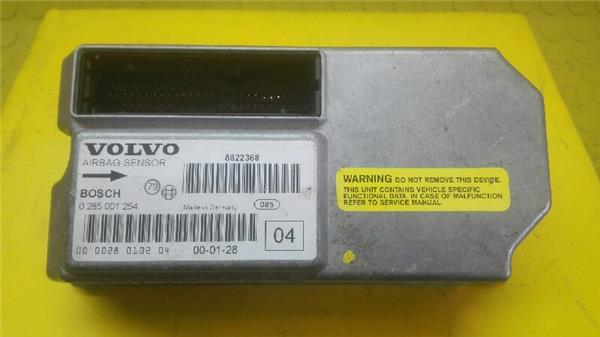 VOLVO
8622368
AIRBAG SENSOR
BOSCH
79
0 285 001 254
Made in Germany
085
00 0028 0102 04
00-01-28
04
WARNING DO NOT REMOVE THIS DEVICE.
THIS UNIT CONTAINS VEHICLE SPECIFIC
FUNCTIONAL DATA. IN CASE OF MALFUNCTION
REFER TO SERVICE MANUAL.